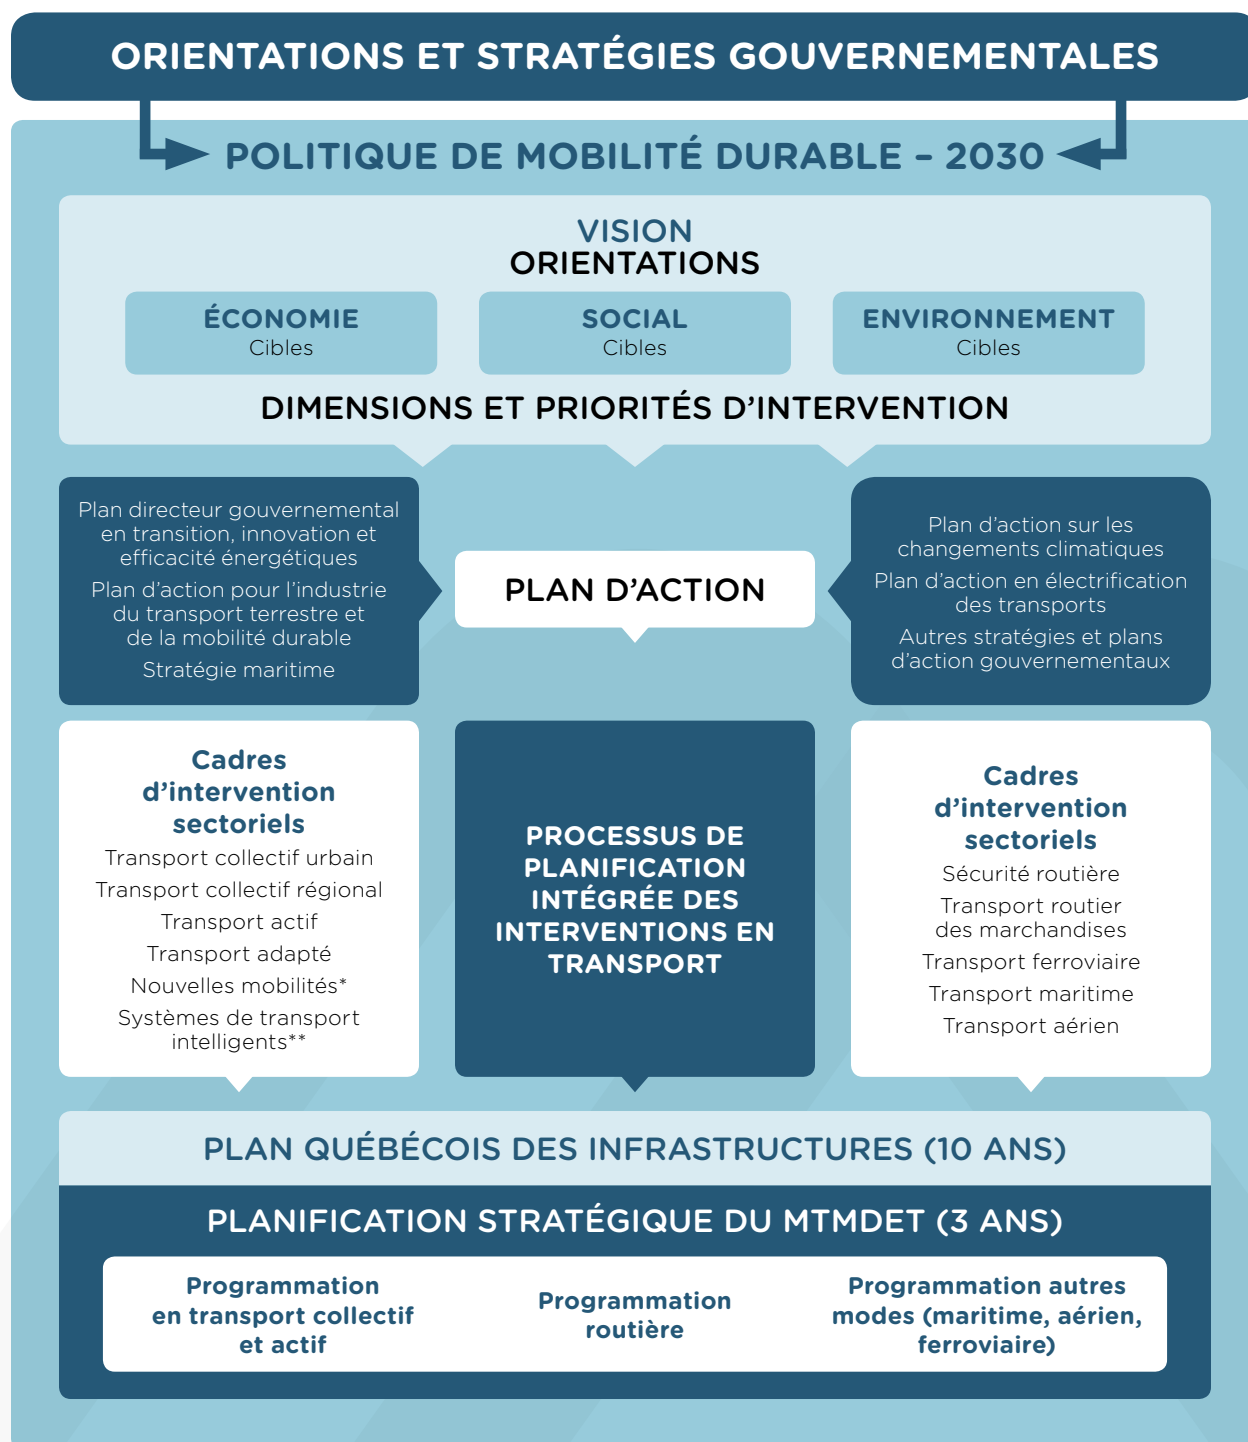 ORIENTATIONS ET STRATÉGIES GOUVERNEMENTALES
POLITIQUE DE MOBILITÉ DURABLE – 2030
VISION
ORIENTATIONS
ÉCONOMIE
Cibles
SOCIAL
Cibles
ENVIRONNEMENT
Cibles
DIMENSIONS ET PRIORITÉS D’INTERVENTION
Plan directeur gouvernemental
en transition, innovation et
efficacité énergétiques
Plan d’action pour l’industrie
du transport terrestre et
de la mobilité durable
Stratégie maritime
PLAN D’ACTION
Plan d’action sur les
changements climatiques
Plan d’action en électrification
des transports
Autres stratégies et plans
d’action gouvernementaux
Cadres
d’intervention
sectoriels
Transport collectif urbain
Transport collectif régional
Transport actif
Transport adapté
Nouvelles mobilités*
Systèmes de transport
intelligents**
PROCESSUS DE
PLANIFICATION
INTÉGRÉE DES
INTERVENTIONS EN
TRANSPORT
Cadres
d’intervention
sectoriels
Sécurité routière
Transport routier
des marchandises
Transport ferroviaire
Transport maritime
Transport aérien
PLAN QUÉBÉCOIS DES INFRASTRUCTURES (10 ANS)
PLANIFICATION STRATÉGIQUE DU MTMDET (3 ANS)
Programmation
en transport collectif
et actif
Programmation
routière
Programmation autres
modes (maritime, aérien,
ferroviaire)